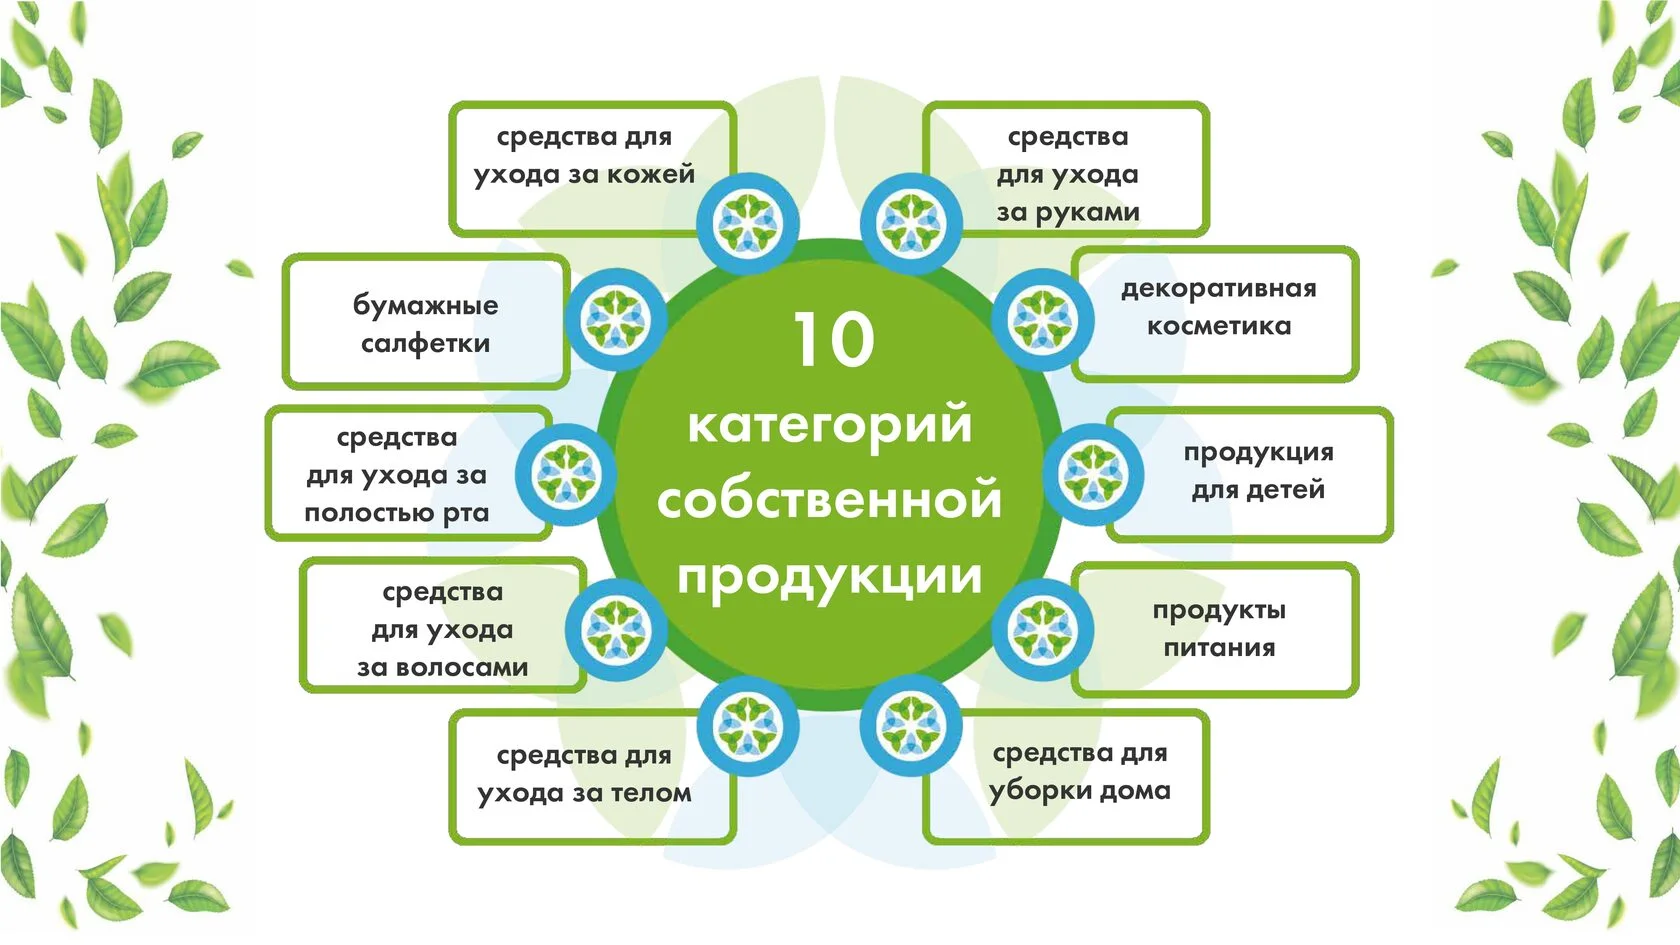 средства для
ухода за кожей
средства
для ухода
за руками
бумажные
салфетки
декоративная
косметика
10
категорий
собственной
продукции
средства
для ухода за
полостью рта
продукция
для детей
средства
для ухода
за волосами
продукты
питания
средства для
ухода за телом
средства для
уборки дома